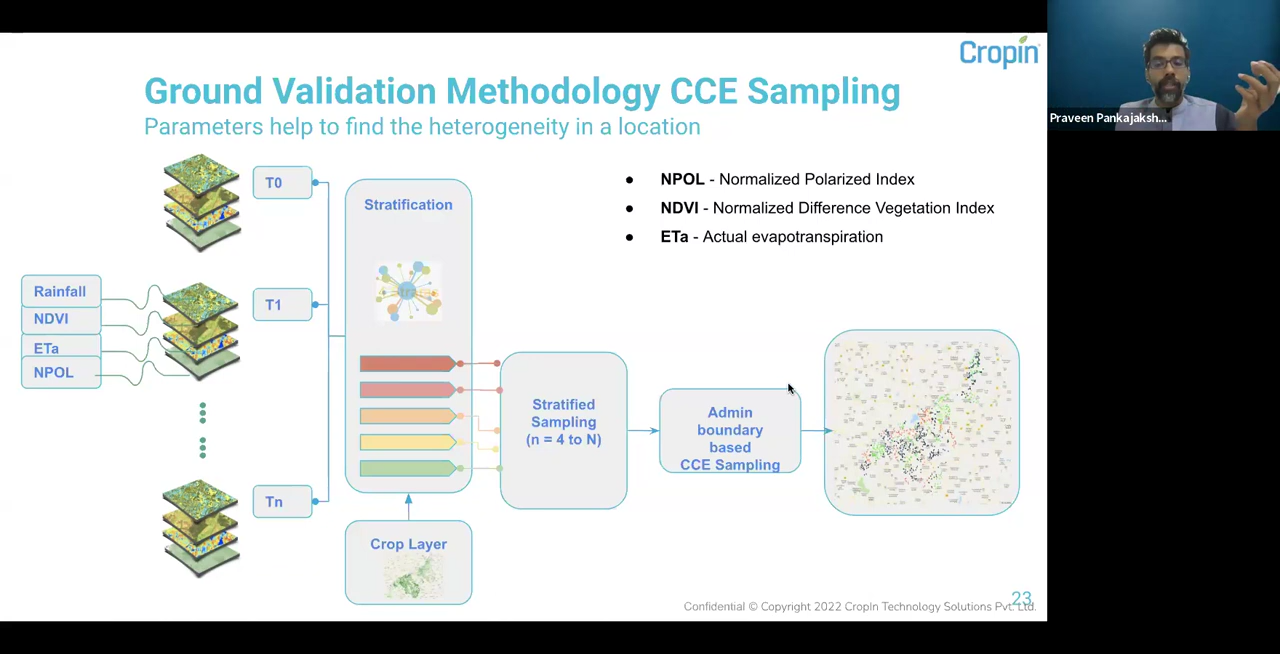 Cropin
Ground Validation Methodology CCE Sampling
Parameters help to find the heterogeneity in a location
Praveen Pankajaksh...
T0
Stratification
● NPOL - Normalized Polarized Index
● NDVI - Normalized Difference Vegetation Index
● ETa - Actual evapotranspiration
Rainfall
NDVI
ETa
NPOL
T1
Stratified
Sampling
(n = 4 to N)
Admin
boundary
based
CCE Sampling
Tn
Crop Layer
23
Confidential © Copyright 2022 CropIn Technology Solutions Pvt. Ltd.